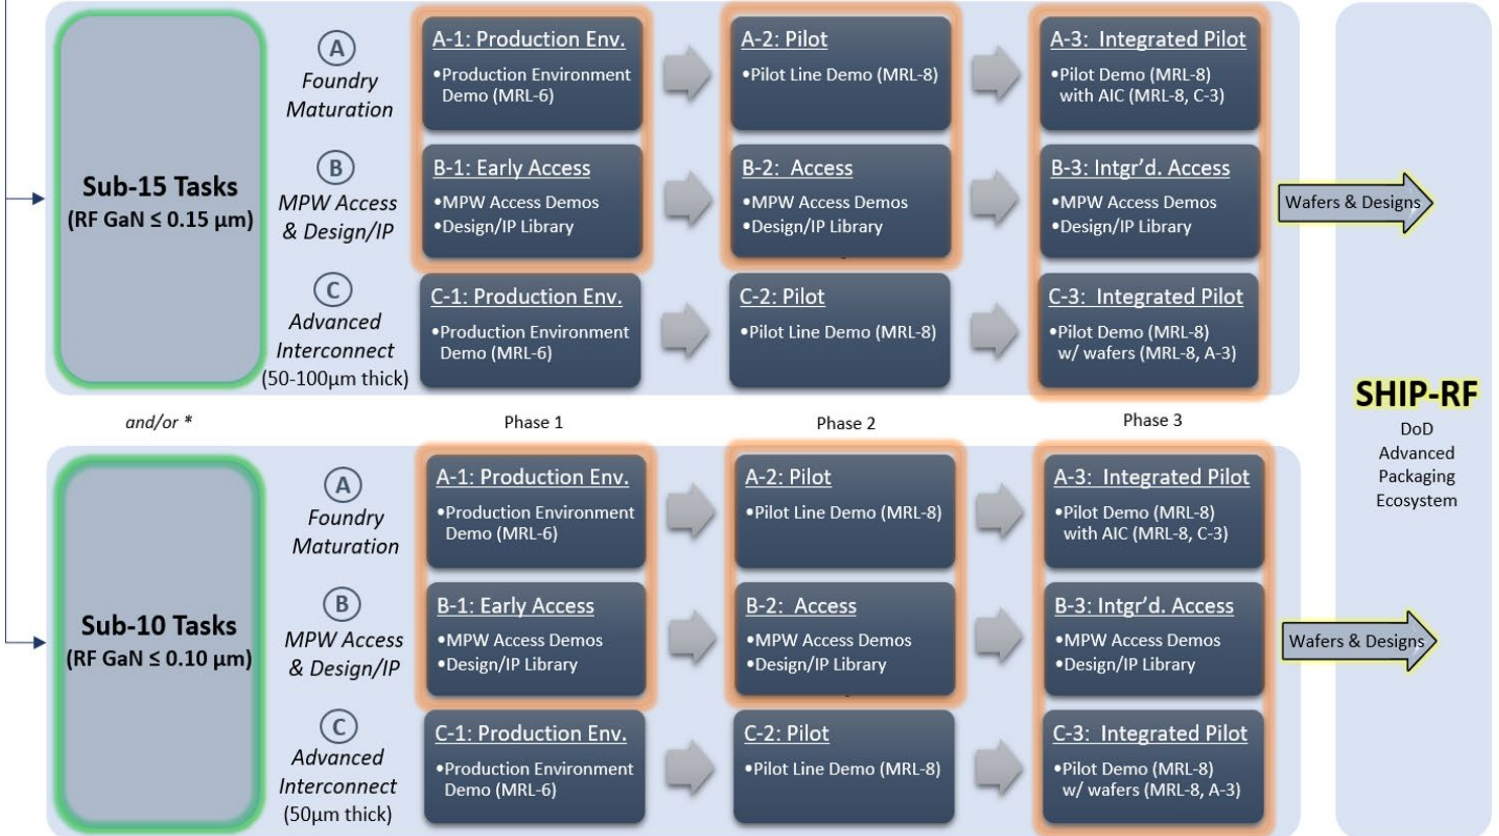 Sub-15 Tasks
(RF GaN ≤ 0.15 µm)
A
Foundry
Maturation
A-1: Production Env.
•Production Environment
Demo (MRL-6)
A-2: Pilot
•Pilot Line Demo (MRL-8)
A-3: Integrated Pilot
•Pilot Demo (MRL-8)
with AIC (MRL-8, C-3)
B
MPW Access
& Design/IP
B-1: Early Access
•MPW Access Demos
•Design/IP Library
B-2: Access
•MPW Access Demos
•Design/IP Library
B-3: Intgr’d. Access
•MPW Access Demos
•Design/IP Library
Wafers & Designs
C
Advanced
Interconnect
(50-100µm thick)
C-1: Production Env.
•Production Environment
Demo (MRL-6)
C-2: Pilot
•Pilot Line Demo (MRL-8)
C-3: Integrated Pilot
•Pilot Demo (MRL-8)
w/ wafers (MRL-8, A-3)
and/or *
Phase 1
Phase 2
Phase 3
SHIP-RF
DoD
Advanced
Packaging
Ecosystem
Sub-10 Tasks
(RF GaN ≤ 0.10 µm)
A
Foundry
Maturation
A-1: Production Env.
•Production Environment
Demo (MRL-6)
A-2: Pilot
•Pilot Line Demo (MRL-8)
A-3: Integrated Pilot
•Pilot Demo (MRL-8)
with AIC (MRL-8, C-3)
B
MPW Access
& Design/IP
B-1: Early Access
•MPW Access Demos
•Design/IP Library
B-2: Access
•MPW Access Demos
•Design/IP Library
B-3: Intgr’d. Access
•MPW Access Demos
•Design/IP Library
Wafers & Designs
C
Advanced
Interconnect
(50µm thick)
C-1: Production Env.
•Production Environment
Demo (MRL-6)
C-2: Pilot
•Pilot Line Demo (MRL-8)
C-3: Integrated Pilot
•Pilot Demo (MRL-8)
w/ wafers (MRL-8, A-3)